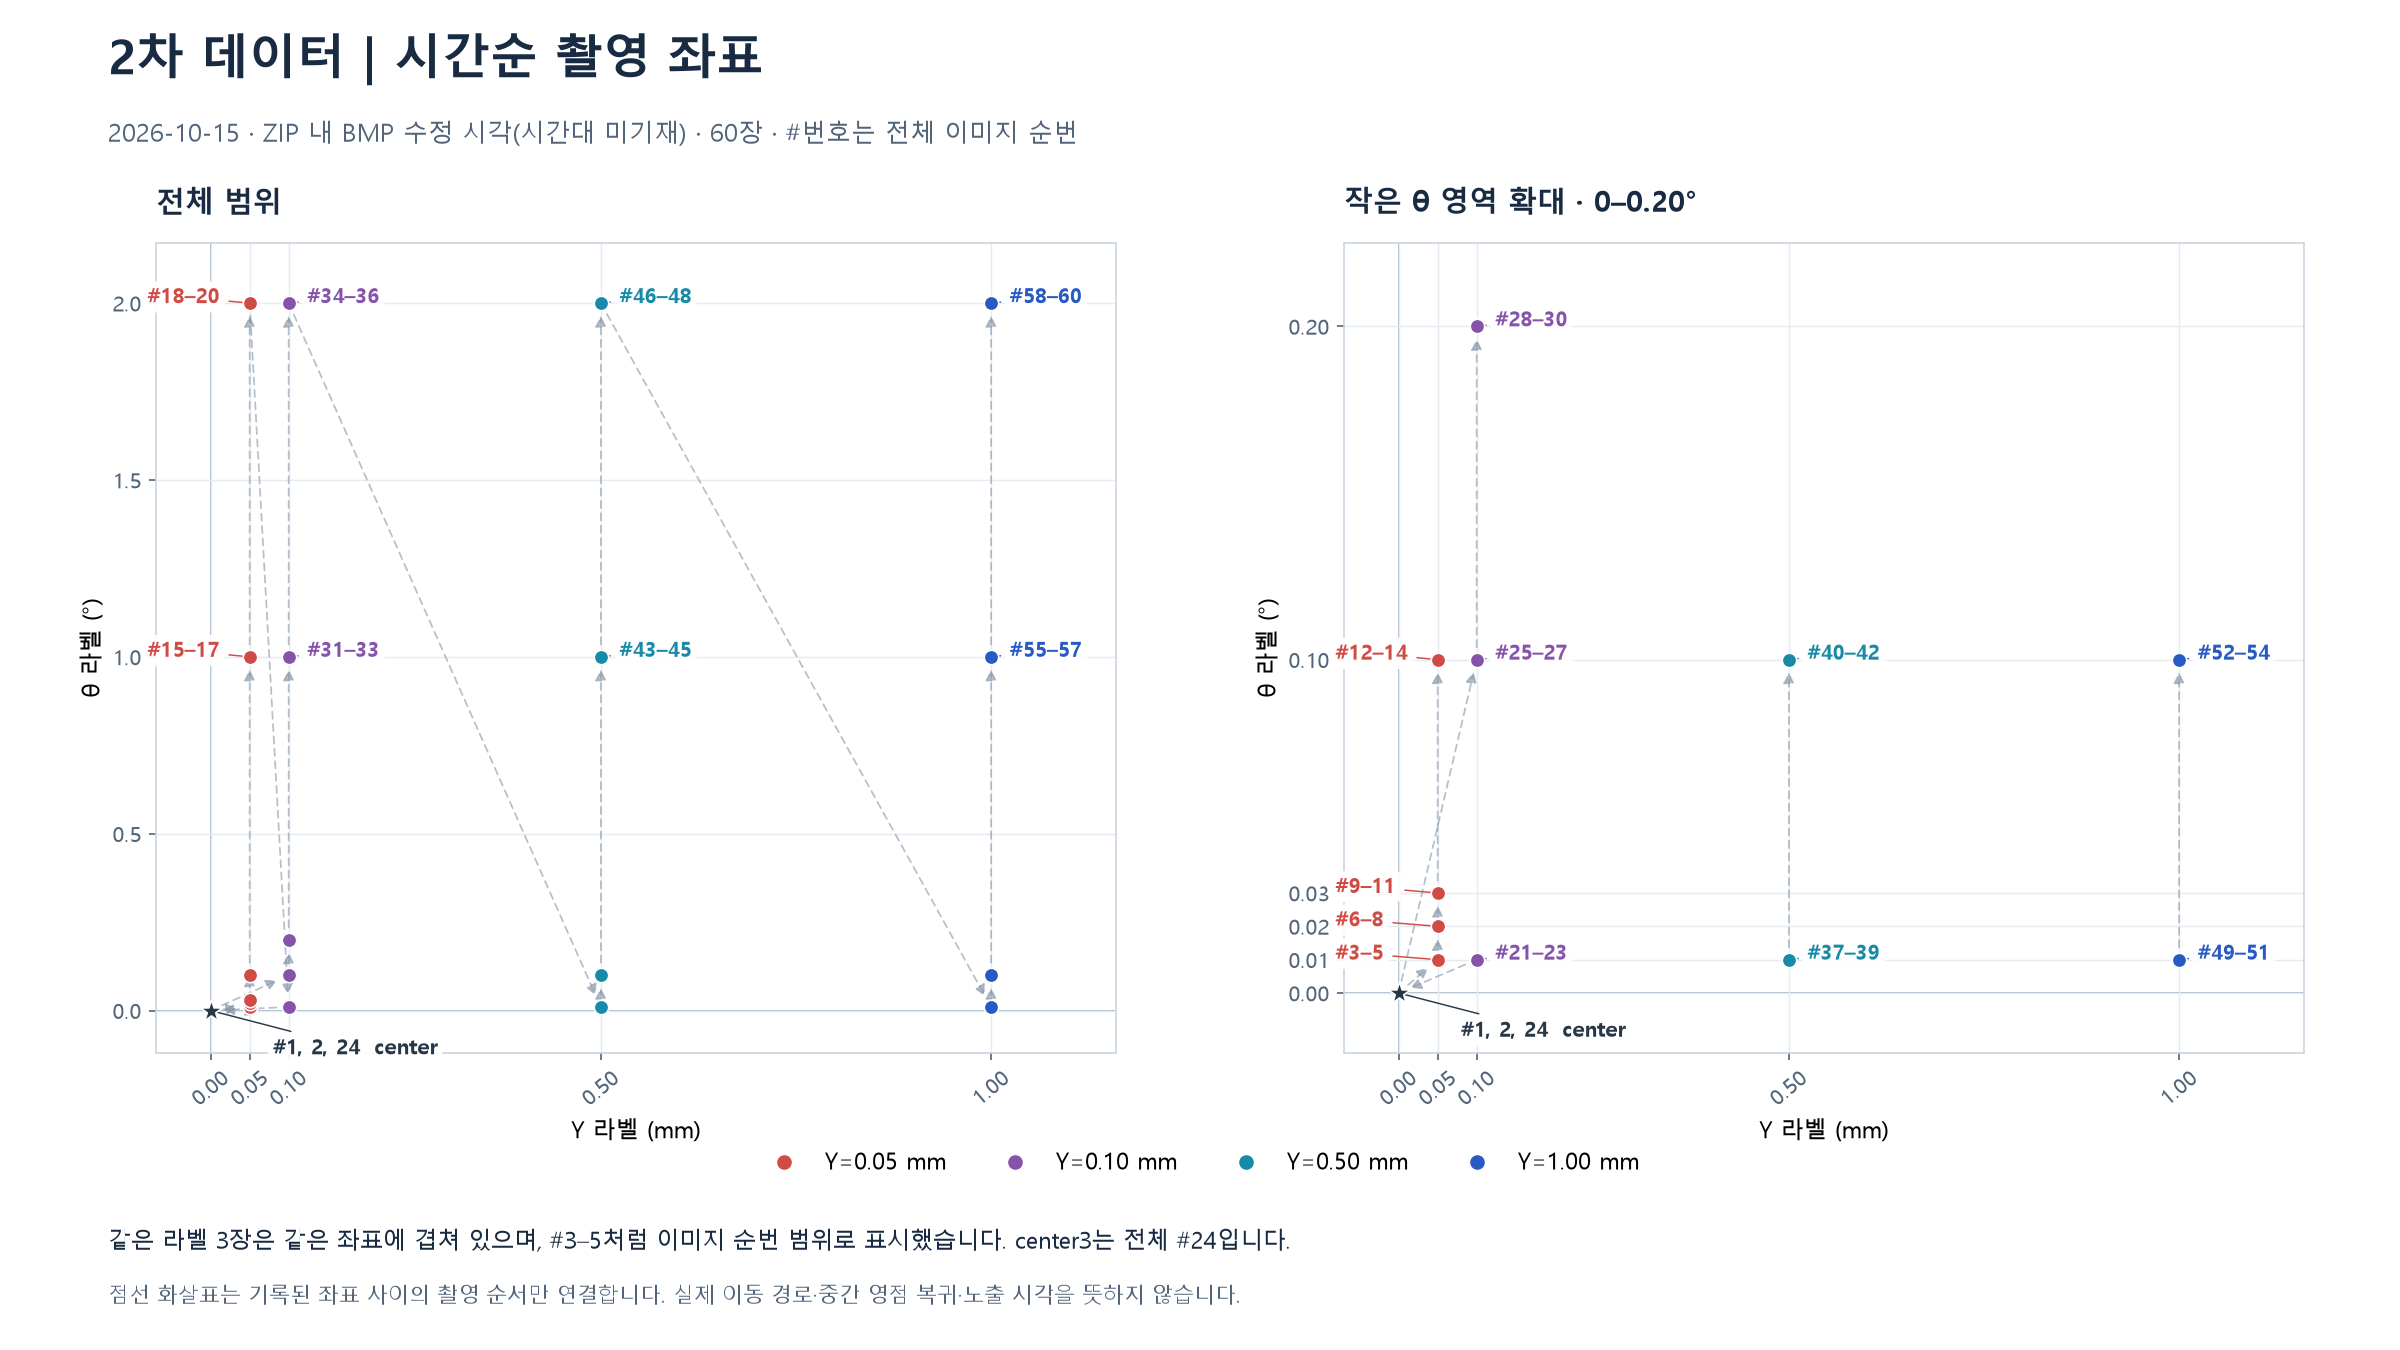 2차 데이터 | 시간순 촬영 좌표
2026-10-15 · ZIP 내 BMP 수정 시각(시간대 미기재) · 60장 · #번호는 전체 이미지 순번
전체 범위
#18–20
#34–36
#46–48
#58–60
2.0
1.5
#15–17
#31–33
#43–45
#55–57
1.0
0.5
0.0
θ 라벨 (°)
#1, 2, 24 center
0.00
0.05
0.10
0.50
1.00
Y 라벨 (mm)
작은 θ 영역 확대 · 0–0.20°
#28–30
0.20
#12–14
#25–27
#40–42
#52–54
0.10
#9–11
0.03
#6–8
0.02
#3–5
#21–23
#37–39
#49–51
0.01
0.00
θ 라벨 (°)
#1, 2, 24 center
0.00
0.05
0.10
0.50
1.00
Y 라벨 (mm)
Y=0.05 mm
Y=0.10 mm
Y=0.50 mm
Y=1.00 mm
같은 라벨 3장은 같은 좌표에 겹쳐 있으며, #3–5처럼 이미지 순번 범위로 표시했습니다. center3는 전체 #24입니다.
점선 화살표는 기록된 좌표 사이의 촬영 순서만 연결합니다. 실제 이동 경로·중간 영점 복귀·노출 시각을 뜻하지 않습니다.